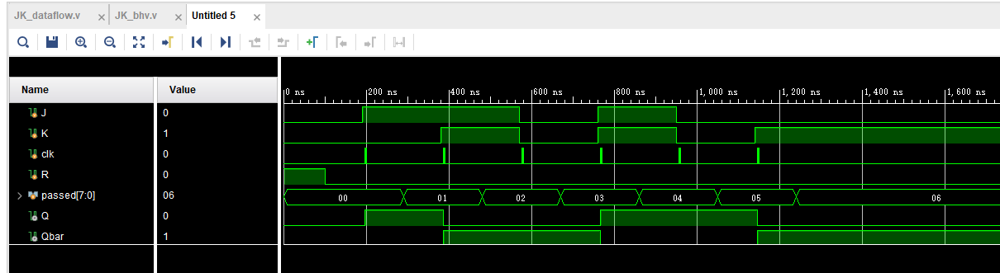 JK_dataflow.v JK_bhv.v Untitled 5
Name Value
0 ns 200 ns 400 ns 600 ns 800 ns 1,000 ns 1,200 ns 1,400 ns 1,600 ns
J 0
K 1
clk 0
R 0
passed[7:0] 06 00 01 02 03 04 05 06
Q 0
Qbar 1